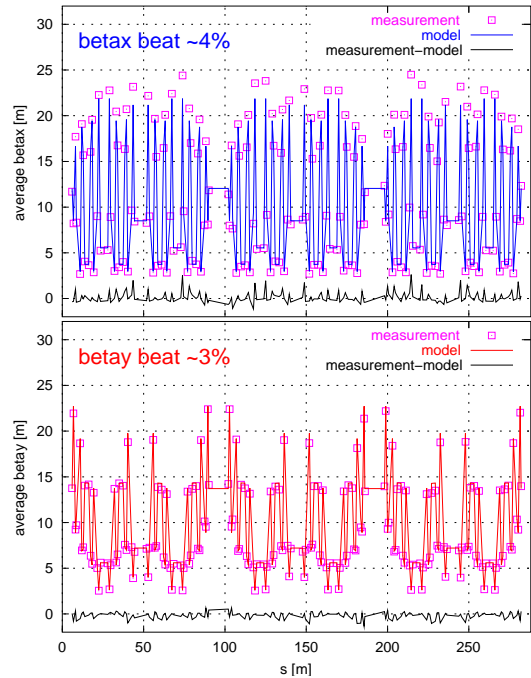 betax beat ~4%
measurement
model
measurement-model
average betax [m]
30
25
20
15
10
5
0
betay beat ~3%
measurement
model
measurement-model
average betay [m]
30
25
20
15
10
5
0
0 50 100 150 200 250
s [m]